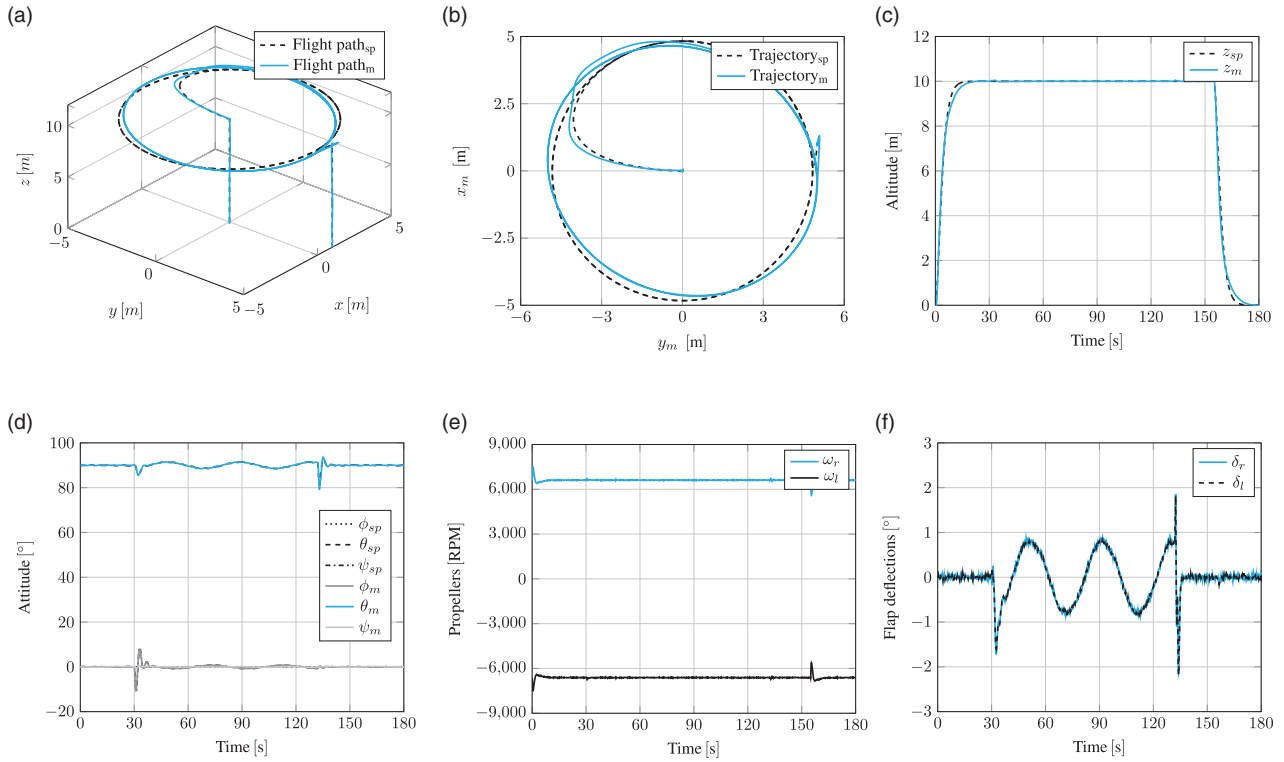 (a)
Flight path_sp
Flight path_m
10
5
0
z [m]
−5
0
5
y [m]
−5
0
5
x [m]
(b)
Trajectory_sp
Trajectory_m
5
2.5
0
−2.5
−5
x_m [m]
−6
−3
0
3
6
y_m [m]
(c)
z_sp
z_m
12
10
8
6
4
2
0
Altitude [m]
0
30
60
90
120
150
180
Time [s]
(d)
100
80
60
40
20
0
−20
Attitude [°]
ϕ_sp
θ_sp
ψ_sp
ϕ_m
θ_m
ψ_m
0
30
60
90
120
150
180
Time [s]
(e)
9,000
6,000
3,000
0
−3,000
−6,000
−9,000
Propellers [RPM]
ω_r
ω_l
0
30
60
90
120
150
180
Time [s]
(f)
3
2
1
0
−1
−2
−3
Flap deflections [°]
δ_r
δ_l
0
30
60
90
120
150
180
Time [s]